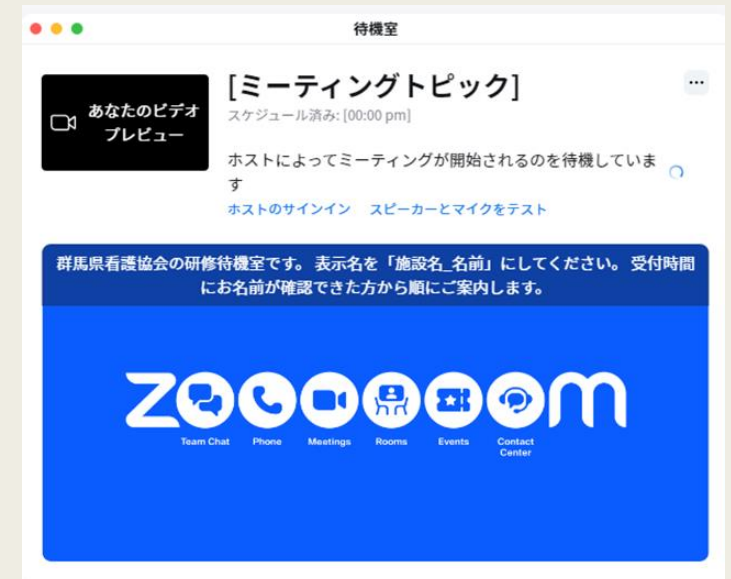 待機室
あなたのビデオ
プレビュー
[ミーティングトピック]
スケジュール済み: [00:00 pm]
ホストによってミーティングが開始されるのを待機していま
す
ホストのサインイン スピーカーとマイクをテスト
群馬県看護協会の研修待機室です。 表示名を「施設名_名前」にしてください。 受付時間
にお名前が確認できた方から順にご案内します。
zoooooom
Team Chat Phone Meetings Rooms Events Contact
Center